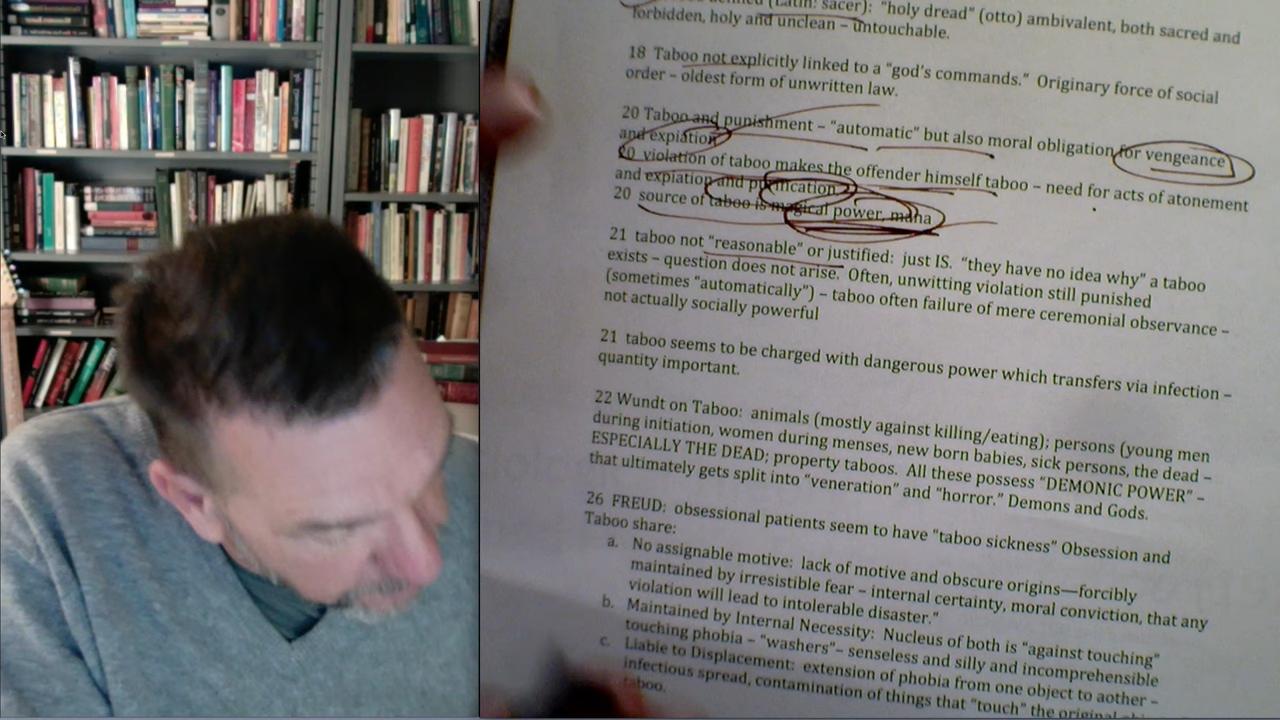 (Latin: sacer): "holy dread" (otto) ambivalent, both sacred and
forbidden, holy and unclean – untouchable.
18 Taboo not explicitly linked to a "god's commands." Originary force of social
order – oldest form of unwritten law.
20 Taboo and punishment – "automatic" but also moral obligation for vengeance
and expiation
20 violation of taboo makes the offender himself taboo – need for acts of atonement
and expiation and purification
20 source of taboo is magical power, mana
21 taboo not "reasonable" or justified: just IS. "they have no idea why" a taboo
exists – question does not arise. Often, unwitting violation still punished
(sometimes "automatically") – taboo often failure of mere ceremonial observance –
not actually socially powerful
21 taboo seems to be charged with dangerous power which transfers via infection –
quantity important.
22 Wundt on Taboo: animals (mostly against killing/eating); persons (young men
during initiation, women during menses, new born babies, sick persons, the dead –
ESPECIALLY THE DEAD; property taboos. All these possess "DEMONIC POWER" –
that ultimately gets split into "veneration" and "horror." Demons and Gods.
26 FREUD: obsessional patients seem to have "taboo sickness" Obsession and
Taboo share:
a. No assignable motive: lack of motive and obscure origins—forcibly
maintained by irresistible fear – internal certainty, moral conviction, that any
violation will lead to intolerable disaster."
b. Maintained by Internal Necessity: Nucleus of both is "against touching"
touching phobia – "washers"– senseless and silly and incomprehensible
c. Liable to Displacement: extension of phobia from one object to aother –
infectious spread, contamination of things that "touch" the original
taboo.